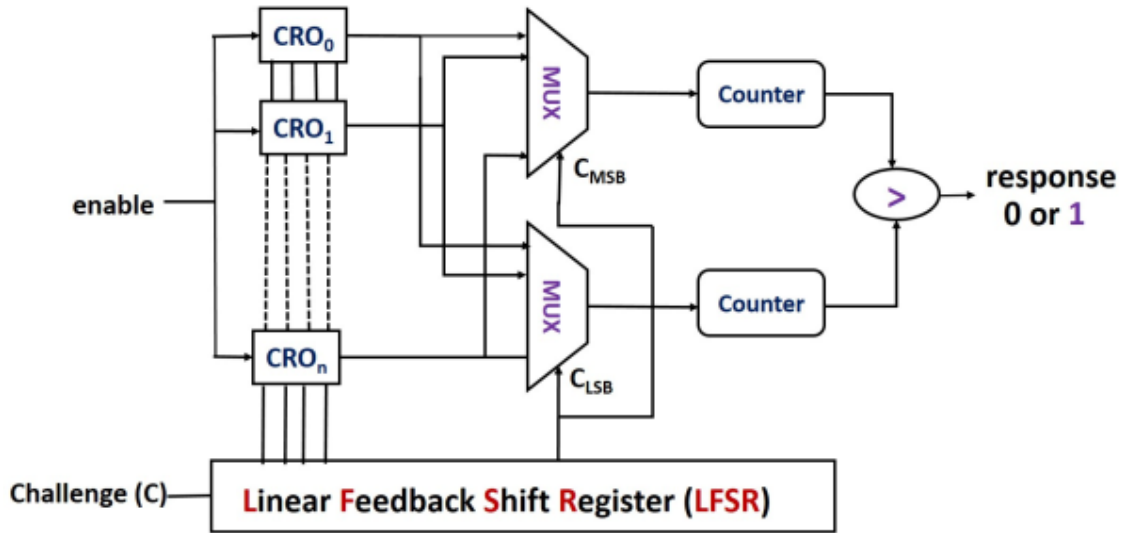 CRO0
CRO1
CROn
enable
MUX
MUX
CMSB
CLSB
Counter
Counter
>
response
0 or 1
Challenge (C)
Linear Feedback Shift Register (LFSR)